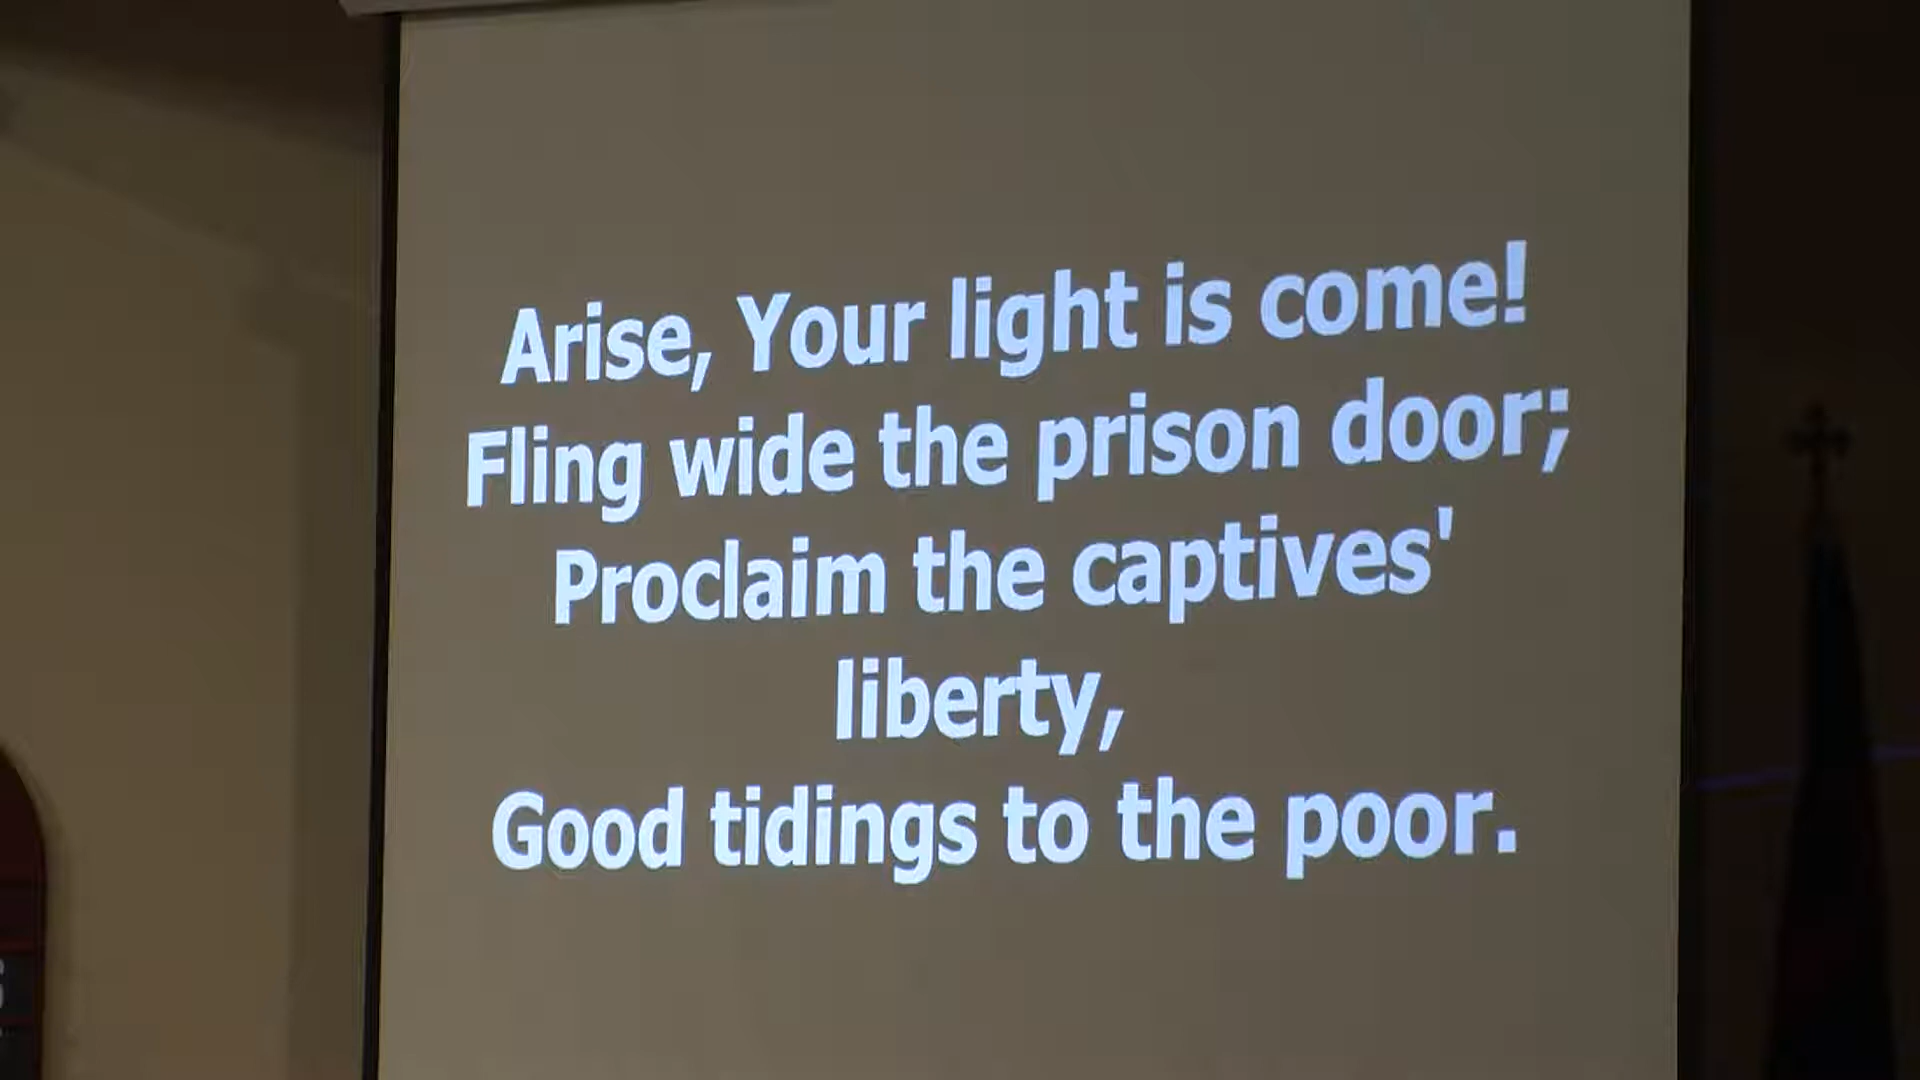 Arise, Your light is come!
Fling wide the prison door;
Proclaim the captives'
liberty,
Good tidings to the poor.